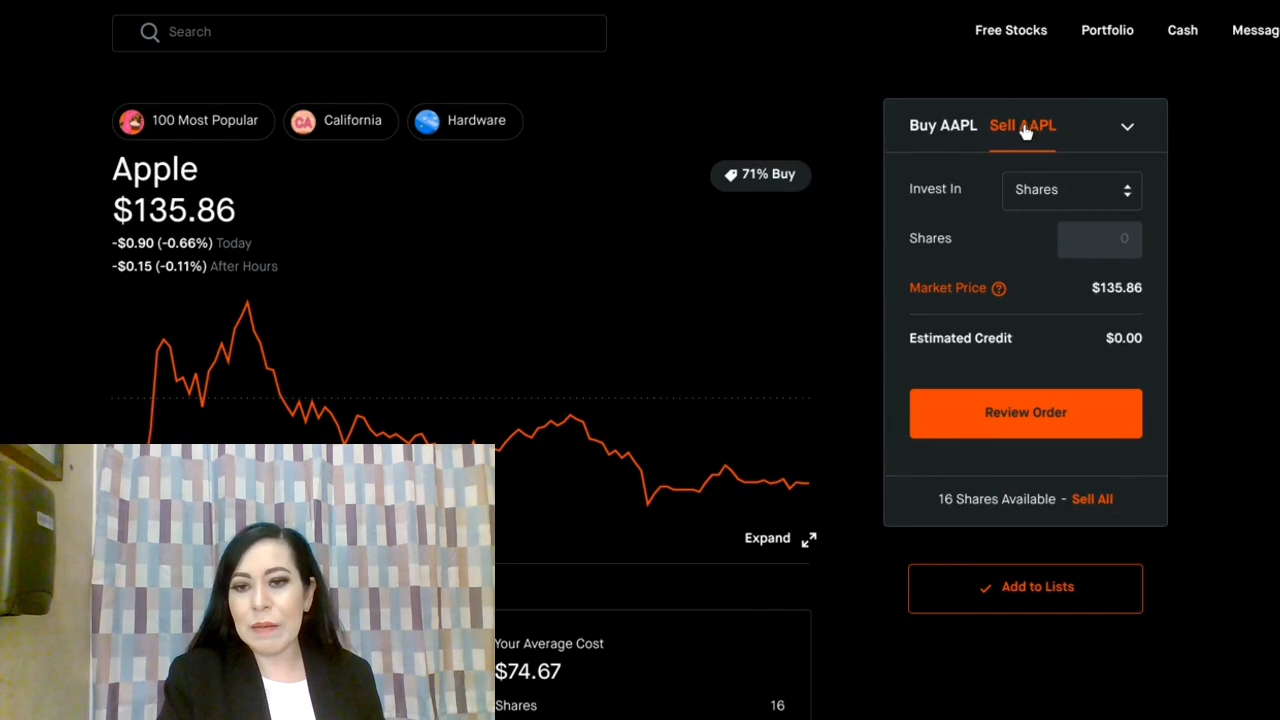 Search
Free Stocks
Portfolio
Cash
Messag
100 Most Popular
CA
California
Hardware
Apple
$135.86
-$0.90 (-0.66%) Today
-$0.15 (-0.11%) After Hours
71% Buy
Expand
Your Average Cost
$74.67
Shares 16
Buy AAPL
Sell AAPL
Invest In Shares
Shares 0
Market Price ? $135.86
Estimated Credit $0.00
Review Order
16 Shares Available - Sell All
Add to Lists